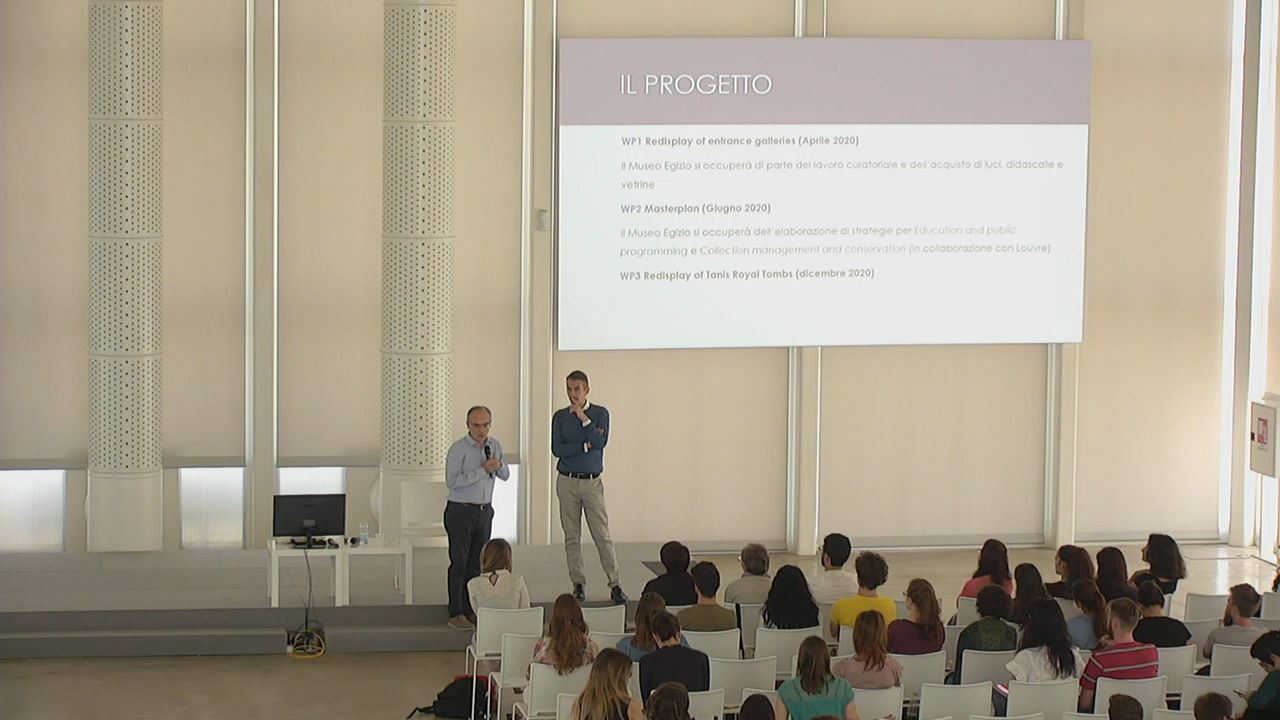 IL PROGETTO
WP1 Redisplay of entrance galleries (Aprile 2020)
Il Museo Egizio si occuperà di parte del lavoro curatoriale e dell'acquisto di luci, didascalie e
vetrine
WP2 Masterplan (Giugno 2020)
Il Museo Egizio si occuperà dell'elaborazione di strategie per Education and public
programming e Collection management and conservation (in collaborazione con Louvre)
WP3 Redisplay of Tanis Royal Tombs (dicembre 2020)